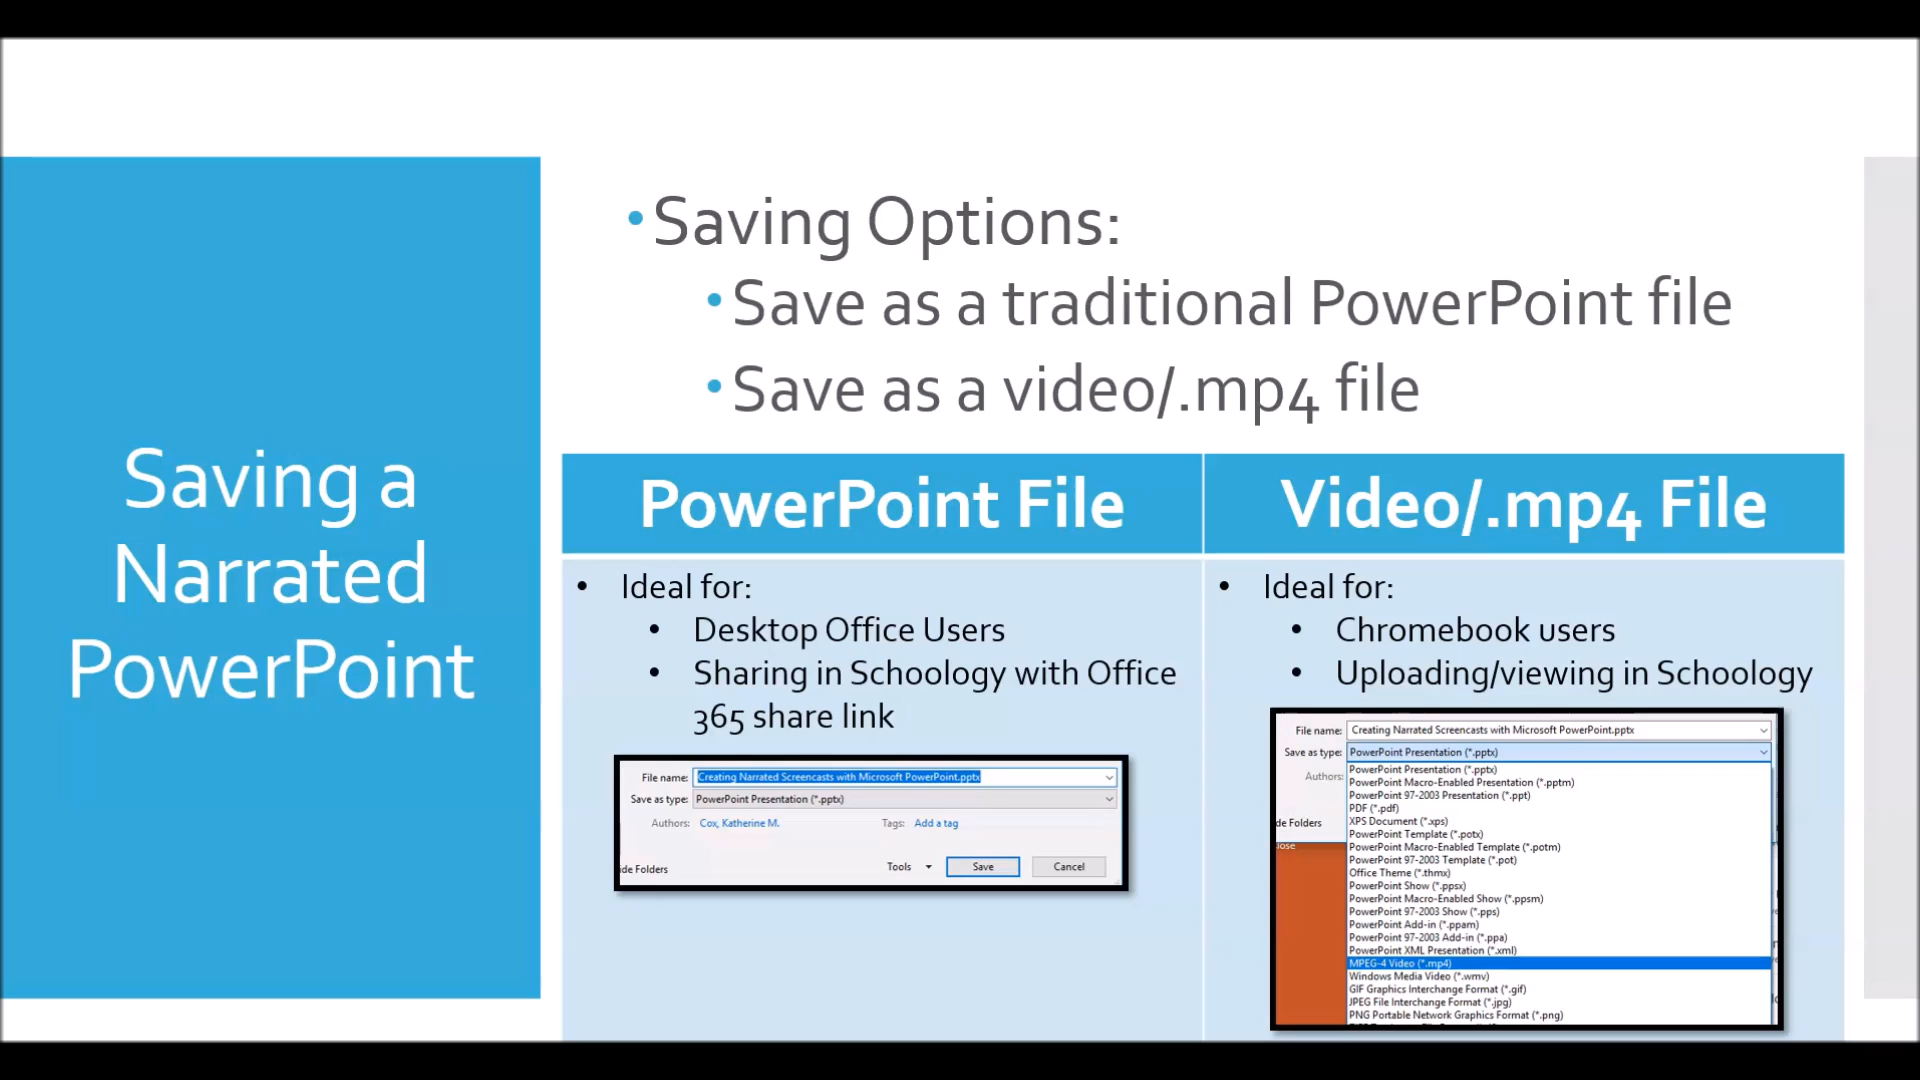 Saving a
Narrated
PowerPoint
•Saving Options:
•Save as a traditional PowerPoint file
•Save as a video/.mp4 file
PowerPoint File
• Ideal for:
• Desktop Office Users
• Sharing in Schoology with Office
365 share link
File name: Creating Narrated Screencasts with Microsoft PowerPoint.pptx
Save as type: PowerPoint Presentation (*.pptx)
Authors: Cox, Katherine M. Tags: Add a tag
ide Folders Tools Save Cancel
Video/.mp4 File
• Ideal for:
• Chromebook users
• Uploading/viewing in Schoology
File name: Creating Narrated Screencasts with Microsoft PowerPoint.pptx
Save as type: PowerPoint Presentation (*.pptx)
Authors:
PowerPoint Presentation (*.pptx)
PowerPoint Macro-Enabled Presentation (*.pptm)
PowerPoint 97-2003 Presentation (*.ppt)
PDF (*.pdf)
XPS Document (*.xps)
de Folders
PowerPoint Template (*.potx)
PowerPoint Macro-Enabled Template (*.potm)
PowerPoint 97-2003 Template (*.pot)
Office Theme (*.thmx)
PowerPoint Show (*.ppsx)
PowerPoint Macro-Enabled Show (*.ppsm)
PowerPoint 97-2003 Show (*.pps)
PowerPoint Add-in (*.ppam)
PowerPoint 97-2003 Add-in (*.ppa)
PowerPoint XML Presentation (*.xml)
MPEG-4 Video (*.mp4)
Windows Media Video (*.wmv)
GIF Graphics Interchange Format (*.gif)
JPEG File Interchange Format (*.jpg)
PNG Portable Network Graphics Format (*.png)